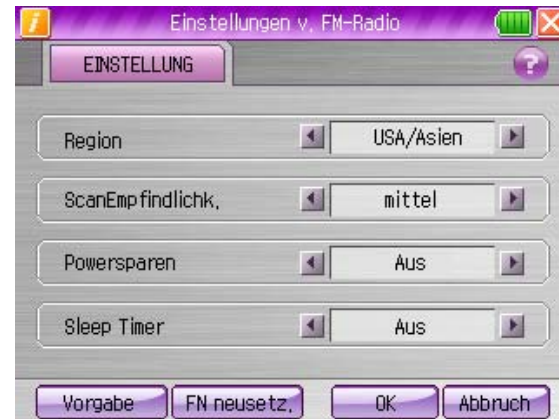 Einstellungen v. FM-Radio
EINSTELLUNG
?
Region USA/Asien
ScanEmpfindlichk. mittel
Powersparen Aus
Sleep Timer Aus
Vorgabe FN neusetz. OK Abbruch